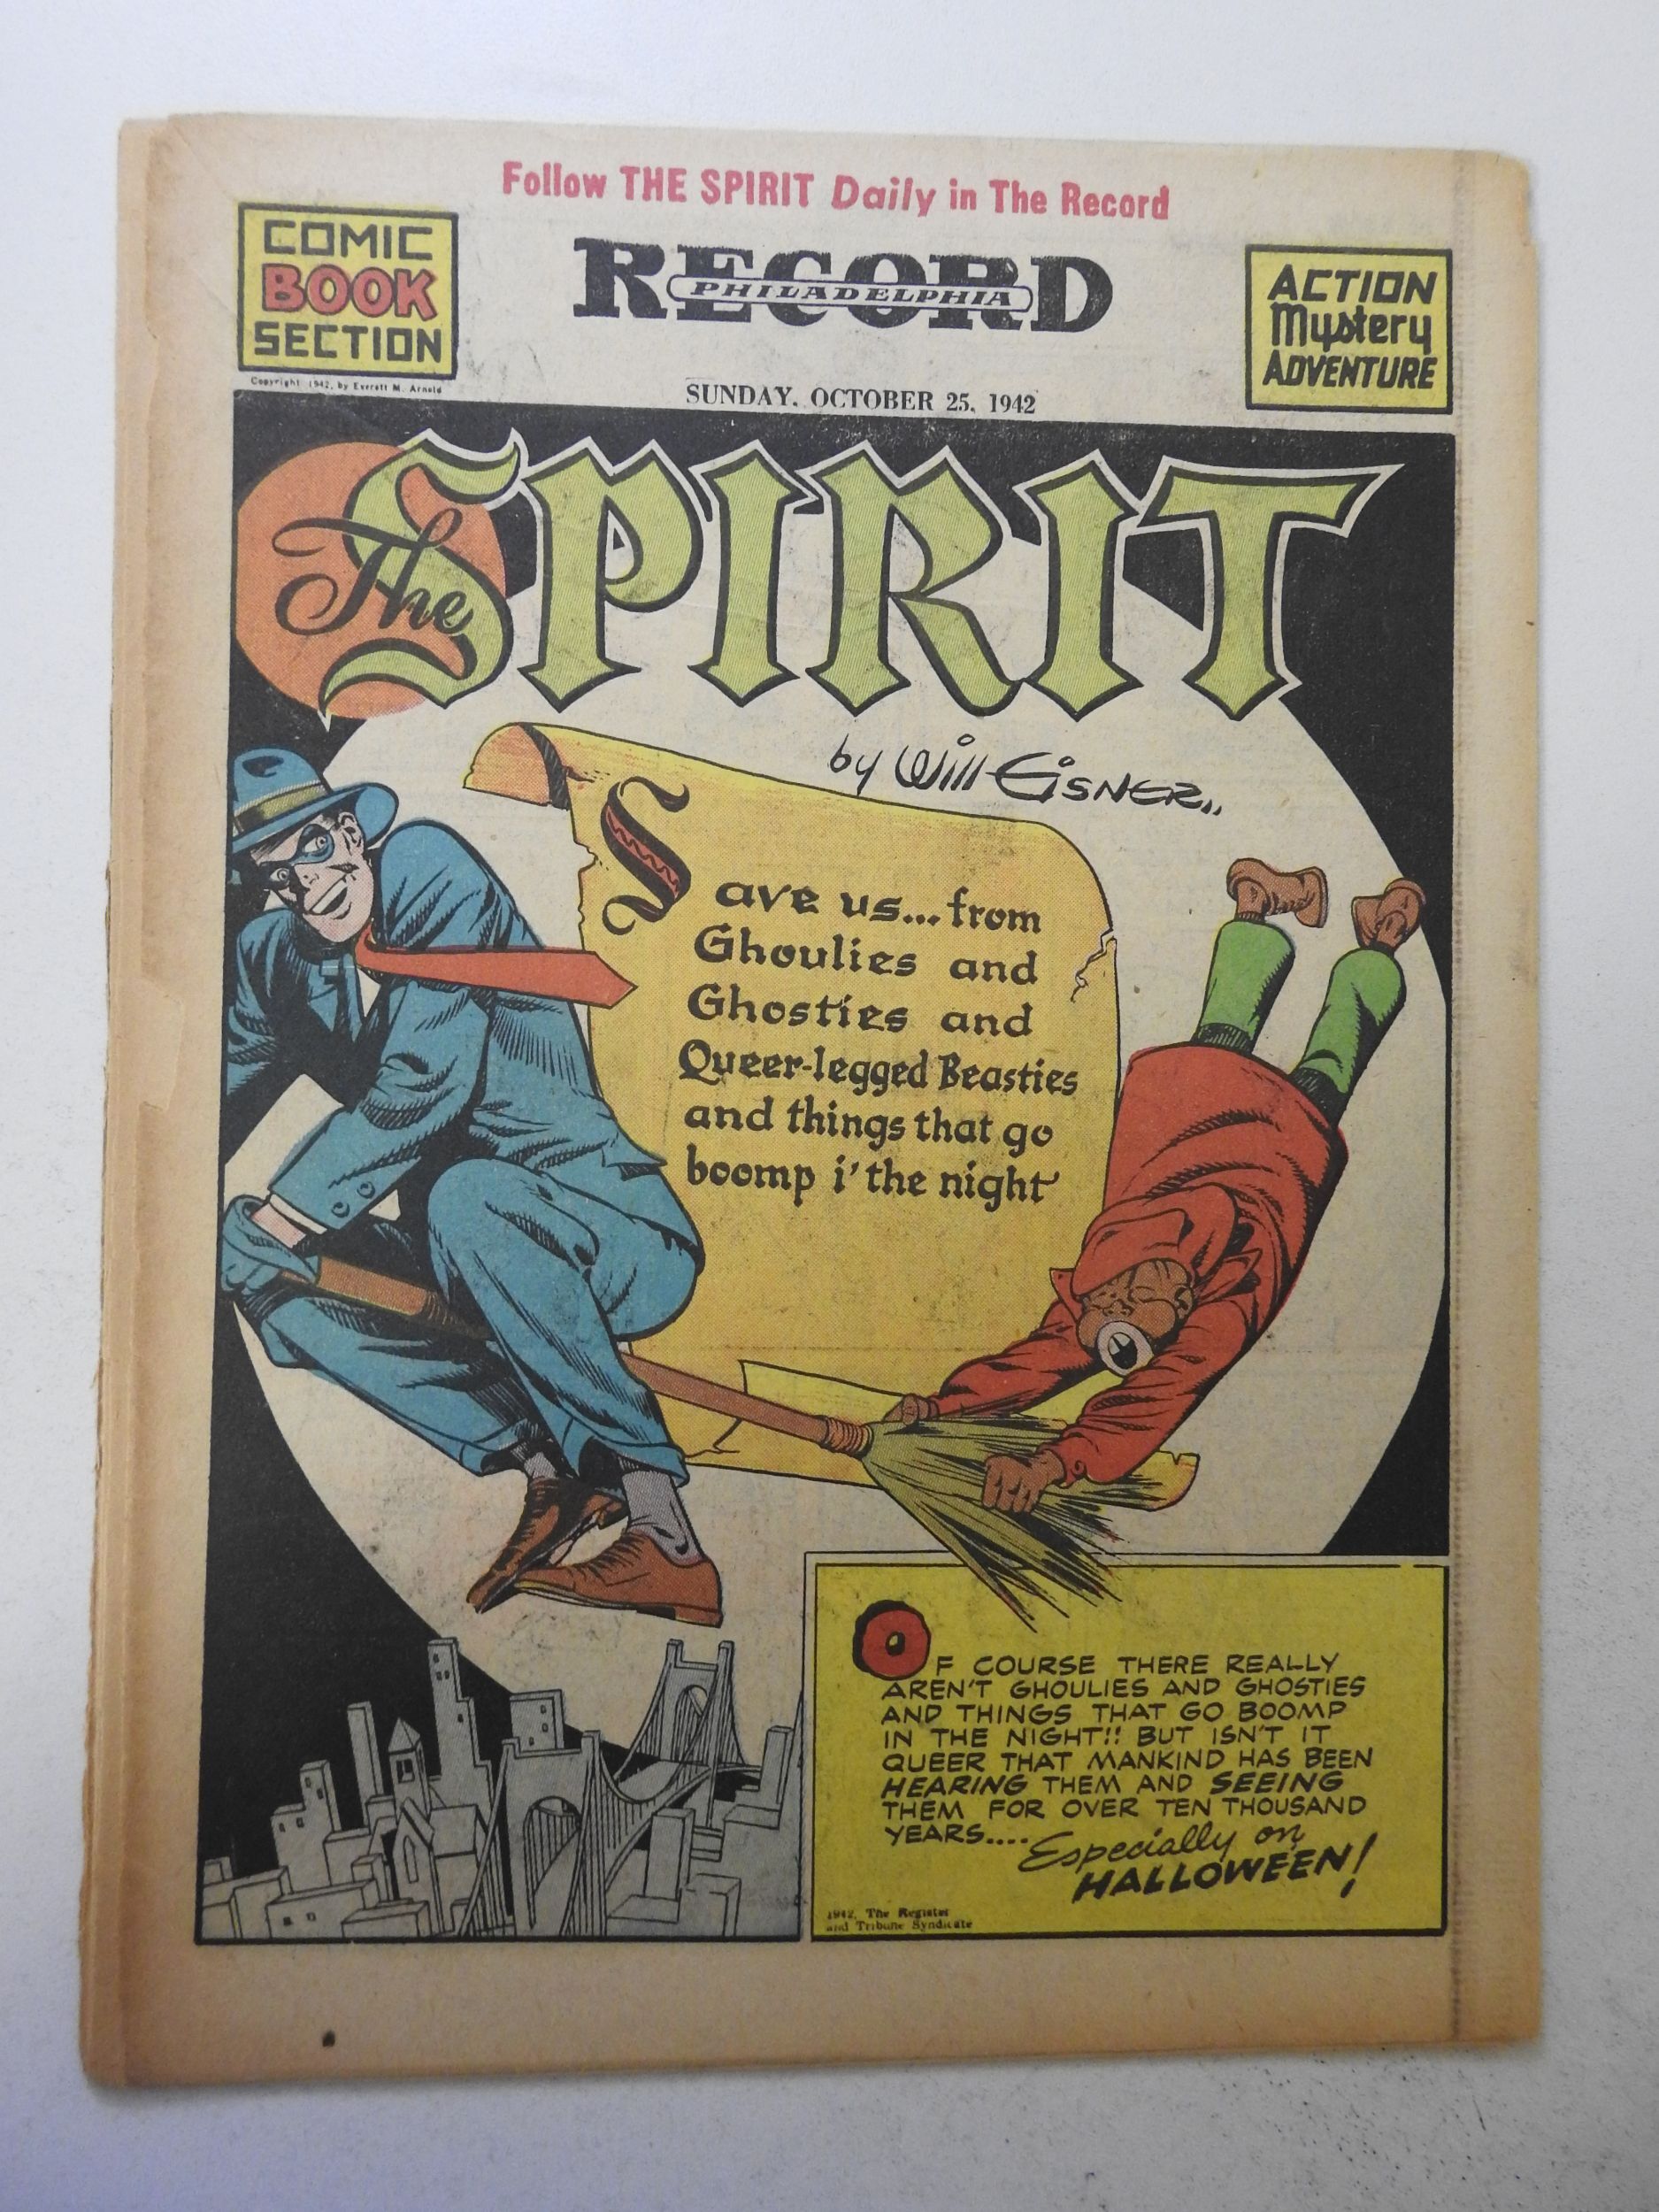 Follow THE SPIRIT Daily in The Record
COMIC
BOOK
SECTION
Copyright 1942, by Everett M. Arnold
RECORD
PHILADELPHIA
SUNDAY, OCTOBER 25, 1942
ACTION
Mystery
ADVENTURE
The SPIRIT
by Will Eisner..
Save us... from
Ghoulies and
Ghosties and
Queer-legged Beasties
and things that go
boomp i' the night
OF COURSE THERE REALLY
AREN'T GHOULIES AND GHOSTIES
AND THINGS THAT GO BOOMP
IN THE NIGHT!! BUT ISN'T IT
QUEER THAT MANKIND HAS BEEN
HEARING THEM AND SEEING
THEM FOR OVER TEN THOUSAND
YEARS.... Especially on
HALLOWEEN!
1942, The Register
and Tribune Syndicate